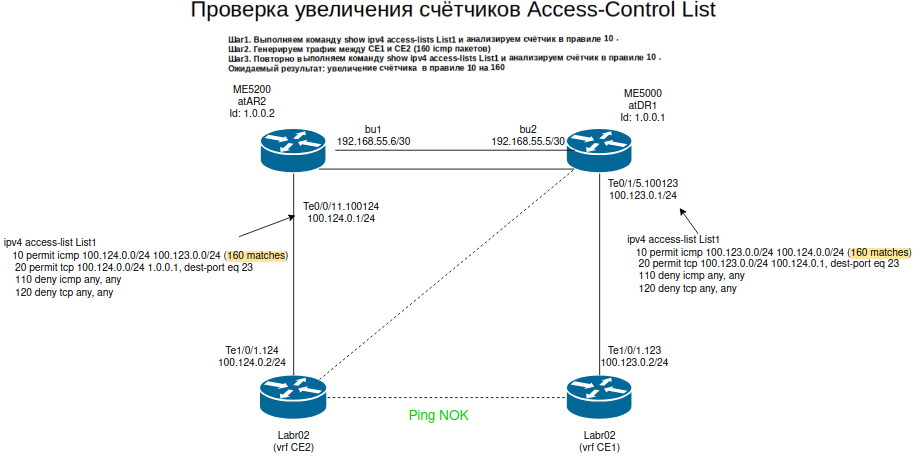 Проверка увеличения счётчиков Access-Control List
Шаг1. Выполняем команду show ipv4 access-lists List1 и анализируем счётчик в правиле 10 .
Шаг2. Генерируем трафик между CE1 и CE2 (160 icmp пакетов)
Шаг3. Повторно выполняем команду show ipv4 access-lists List1 и анализируем счётчик в правиле 10 .
Ожидаемый результат: увеличение счётчика в правиле 10 на 160
ME5200
atAR2
Id: 1.0.0.2
ME5000
atDR1
Id: 1.0.0.1
bu1
192.168.55.6/30
bu2
192.168.55.5/30
Te0/0/11.100124
100.124.0.1/24
Te0/1/5.100123
100.123.0.1/24
ipv4 access-list List1
10 permit icmp 100.124.0.0/24 100.123.0.0/24 (160 matches)
20 permit tcp 100.124.0.0/24 1.0.0.1, dest-port eq 23
110 deny icmp any, any
120 deny tcp any, any
ipv4 access-list List1
10 permit icmp 100.123.0.0/24 100.124.0.0/24 (160 matches)
20 permit tcp 100.123.0.0/24 100.124.0.1, dest-port eq 23
110 deny icmp any, any
120 deny tcp any, any
Te1/0/1.124
100.124.0.2/24
Te1/0/1.123
100.123.0.2/24
Ping NOK
Labr02
(vrf CE2)
Labr02
(vrf CE1)